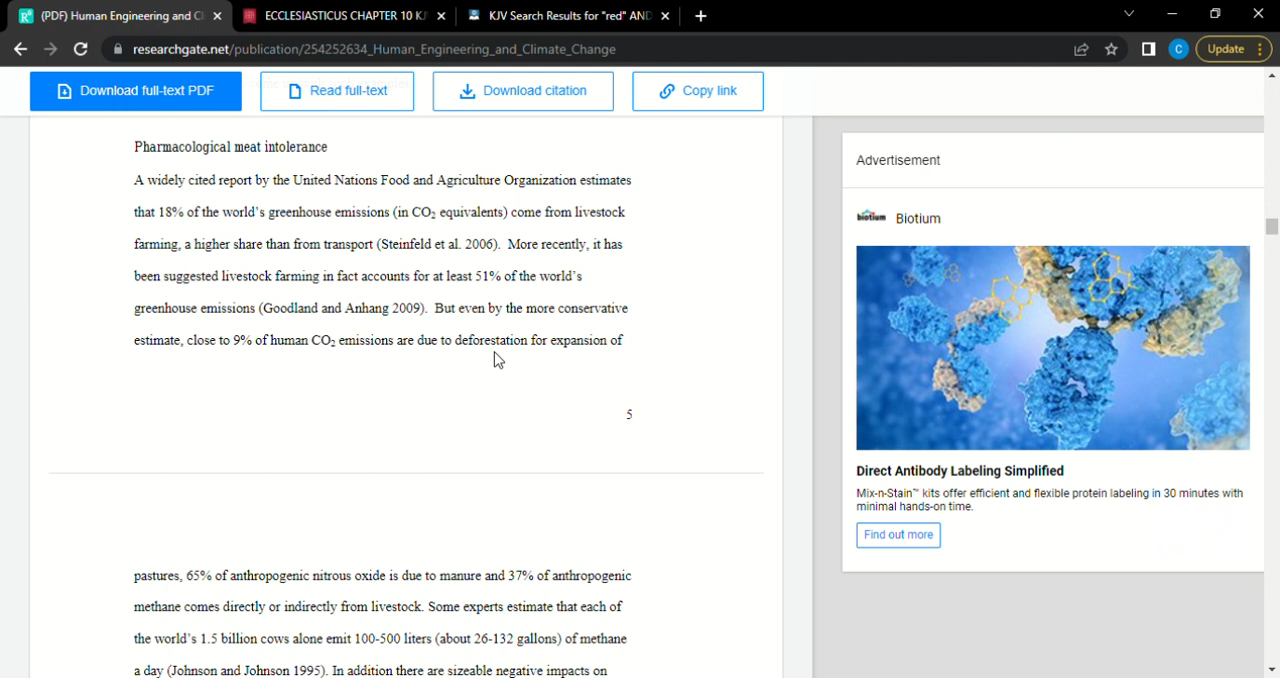 (PDF) Human Engineering and Cl
ECCLESIASTICUS CHAPTER 10 KJ
KJV Search Results for "red" AND
researchgate.net/publication/254252634_Human_Engineering_and_Climate_Change
C
Update
Download full-text PDF
Read full-text
Download citation
Copy link
Pharmacological meat intolerance
A widely cited report by the United Nations Food and Agriculture Organization estimates
that 18% of the world's greenhouse emissions (in CO₂ equivalents) come from livestock
farming, a higher share than from transport (Steinfeld et al. 2006). More recently, it has
been suggested livestock farming in fact accounts for at least 51% of the world's
greenhouse emissions (Goodland and Anhang 2009). But even by the more conservative
estimate, close to 9% of human CO₂ emissions are due to deforestation for expansion of
5
pastures, 65% of anthropogenic nitrous oxide is due to manure and 37% of anthropogenic
methane comes directly or indirectly from livestock. Some experts estimate that each of
the world's 1.5 billion cows alone emit 100-500 liters (about 26-132 gallons) of methane
a day (Johnson and Johnson 1995). In addition there are sizeable negative impacts on
Advertisement
biotium
Biotium
Direct Antibody Labeling Simplified
Mix-n-Stain™ kits offer efficient and flexible protein labeling in 30 minutes with
minimal hands-on time.
Find out more